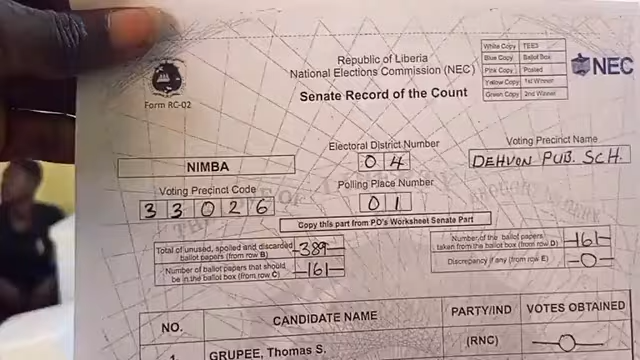 Republic of Liberia
National Elections Commission (NEC)
Senate Record of the Count
White Copy TEES
Blue Copy Ballot Box
Pink Copy Posted
Yellow Copy 1st Winner
Green Copy 2nd Winner
NEC
Form RC-02
NIMBA
Electoral District Number
04
Voting Precinct Name
DEHVON PUB. SCH.
Voting Precinct Code
33026
Polling Place Number
01
Copy this part from PO's Worksheet Senate Part
Total of unused, spoiled and discarded
ballot papers (from row B)
-389-
Number of the ballot papers
taken from the ballot box (from row D)
-161-
Number of ballot papers that should
be in the ballot box (from row C)
-161-
Discrepancy if any (from row E)
-0-
NO. CANDIDATE NAME PARTY/IND VOTES OBTAINED
1. GRUPEE, Thomas S. (RNC) -0-